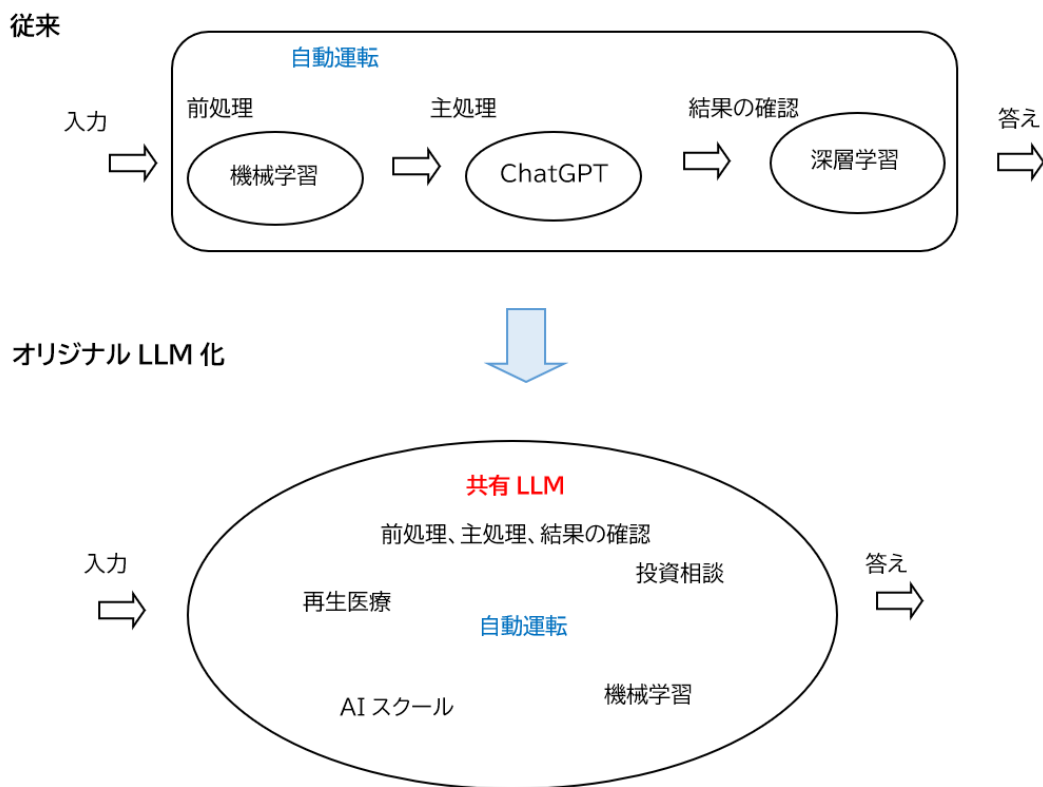 従来
自動運転
入力
前処理
主処理
結果の確認
答え
機械学習
ChatGPT
深層学習
オリジナル LLM 化
共有 LLM
前処理、主処理、結果の確認
入力
投資相談
答え
再生医療
自動運転
AI スクール
機械学習